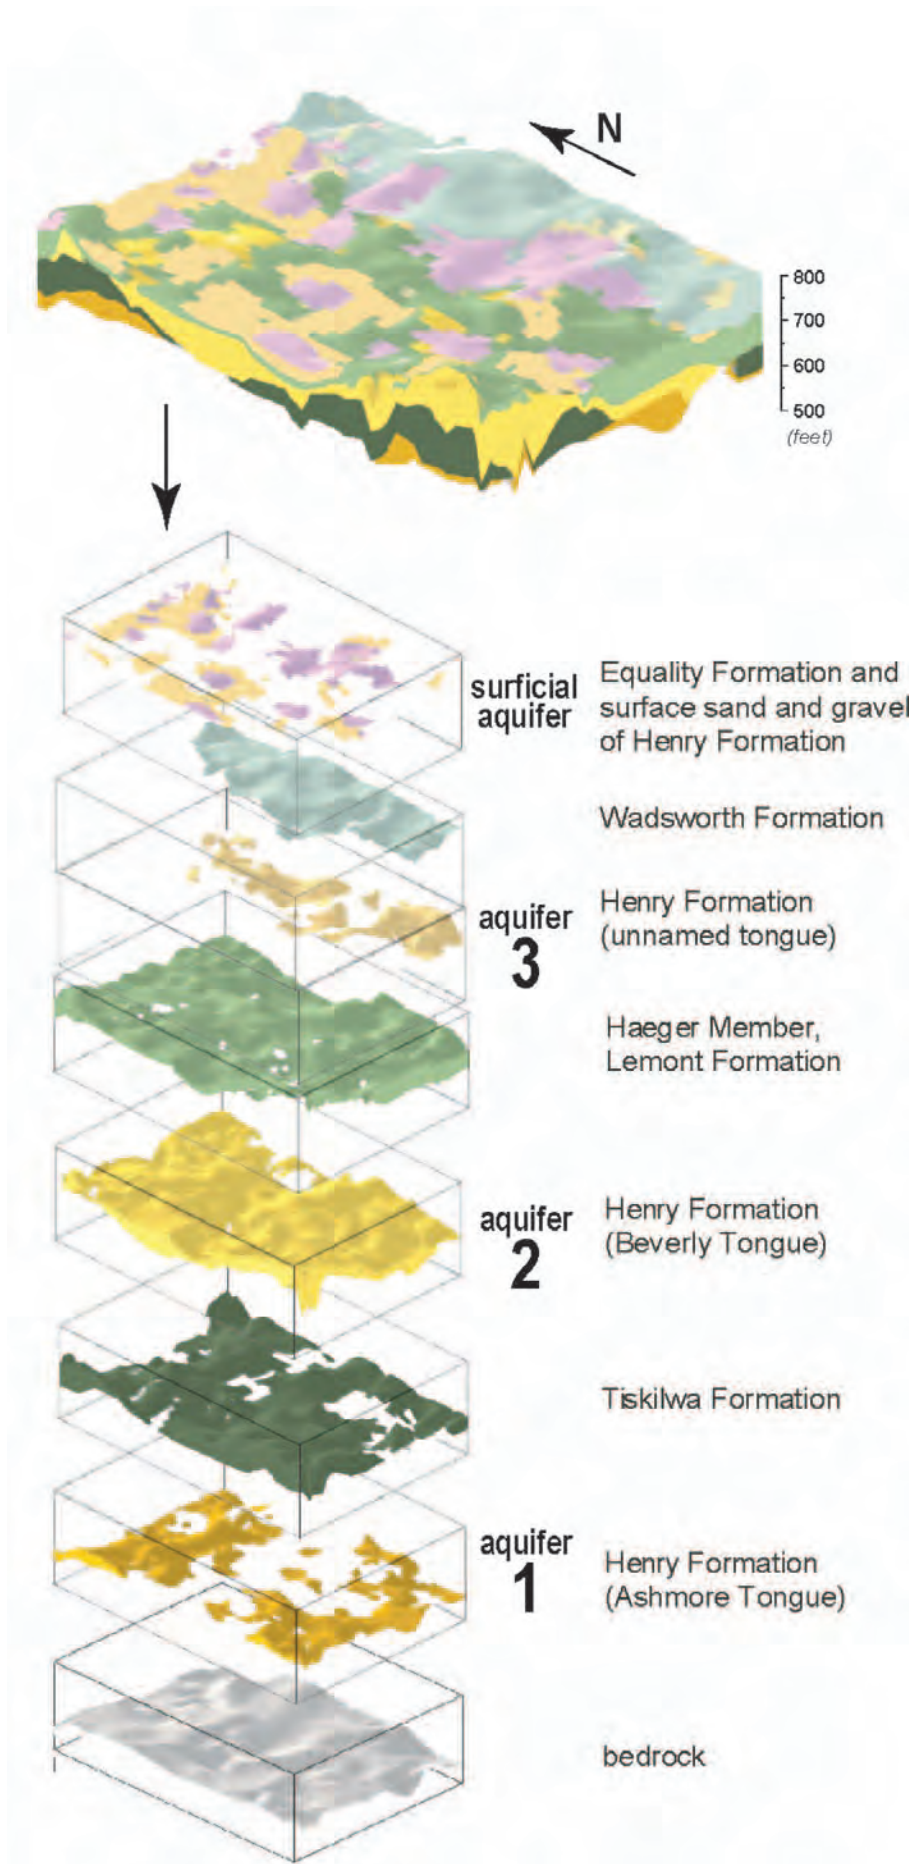 N
800
700
600
500
(feet)
surficial
aquifer
Equality Formation and
surface sand and gravel
of Henry Formation
Wadsworth Formation
aquifer
3
Henry Formation
(unnamed tongue)
Haeger Member,
Lemont Formation
aquifer
2
Henry Formation
(Beverly Tongue)
Tiskilwa Formation
aquifer
1
Henry Formation
(Ashmore Tongue)
bedrock